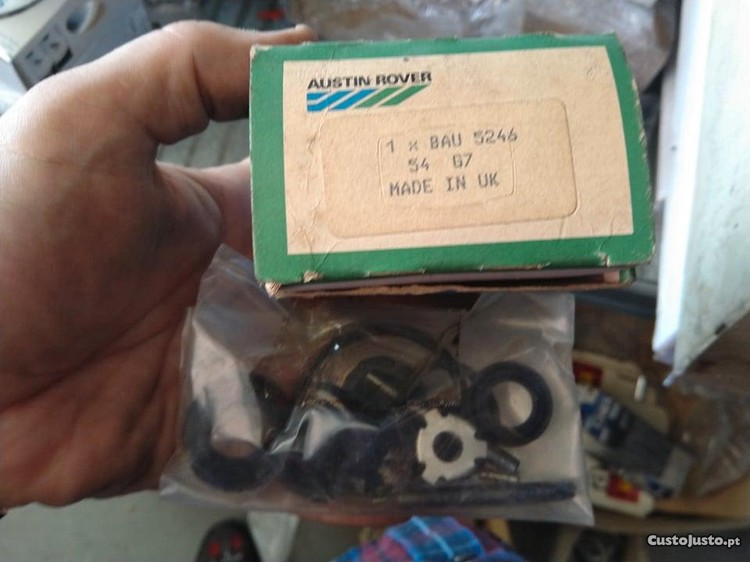 AUSTIN ROVER
1 x BAU 5246
54 G7
MADE IN UK
CustoJusto.pt